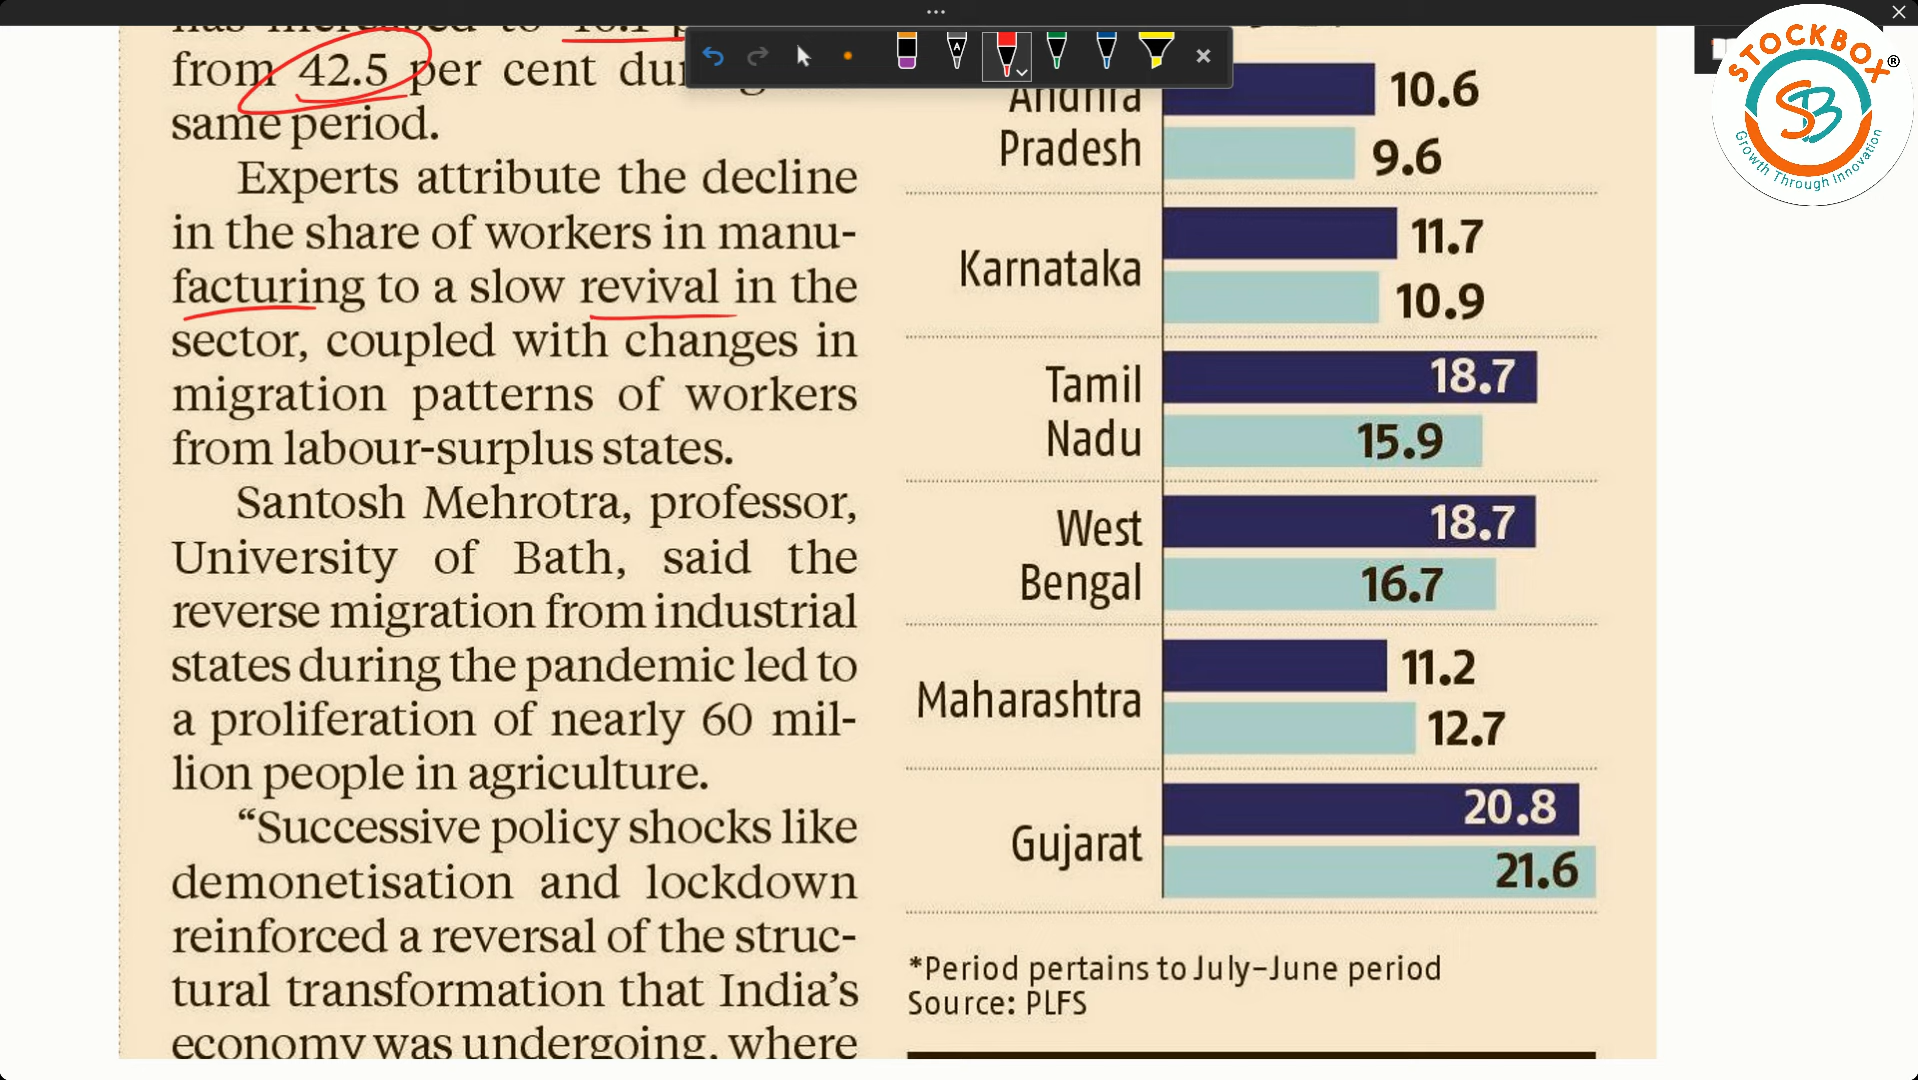 from 42.5 per cent
same period.
Experts attribute the decline
in the share of workers in manu-
facturing to a slow revival in the
sector, coupled with changes in
migration patterns of workers
from labour-surplus states.
Santosh Mehrotra, professor,
University of Bath, said the
reverse migration from industrial
states during the pandemic led to
a proliferation of nearly 60 mil-
lion people in agriculture.
“Successive policy shocks like
demonetisation and lockdown
reinforced a reversal of the struc-
tural transformation that India’s
economy was undergoing, where
Andhra
Pradesh
10.6
9.6
Karnataka
11.7
10.9
Tamil
Nadu
18.7
15.9
West
Bengal
18.7
16.7
Maharashtra
11.2
12.7
Gujarat
20.8
21.6
*Period pertains to July–June period
Source: PLFS
STOCKBOX®
SB
Growth Through Innovation